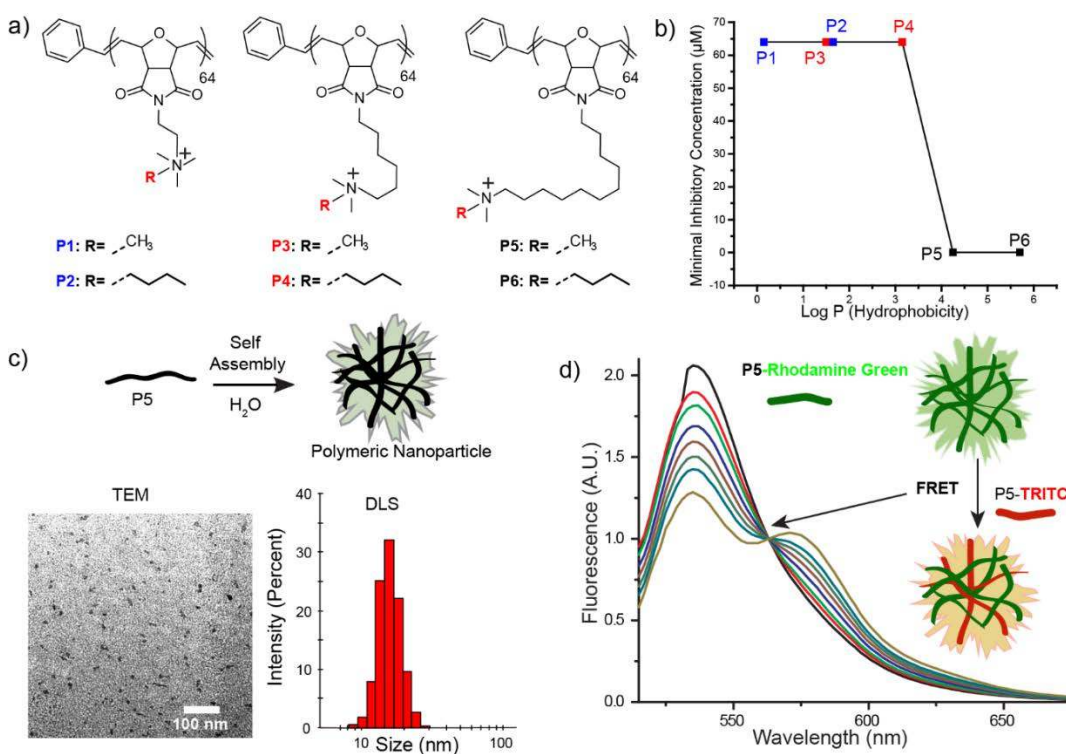 a)
64
64
64
O
O
O
O
O
O
O
O
O
N
N
N
N
N
N
+
+
+
R
R
R
P1: R= CH3
P3: R= CH3
P5: R= CH3
P2: R=
P4: R=
P6: R=
b)
Minimal Inhibitory Concentration (μM)
70
60
50
40
30
20
10
0
-10
P1
P3
P2
P4
P5
P6
0 1 2 3 4 5 6
Log P (Hydrophobicity)
c)
P5
Self
Assembly
H2O
Polymeric Nanoparticle
TEM
100 nm
DLS
Intensity (Percent)
40
30
20
10
0
10 100
Size (nm)
d)
Fluorescence (A.U.)
2.0
1.5
1.0
0.5
0.0
P5-Rhodamine Green
FRET
P5-TRITC
550 600 650
Wavelength (nm)